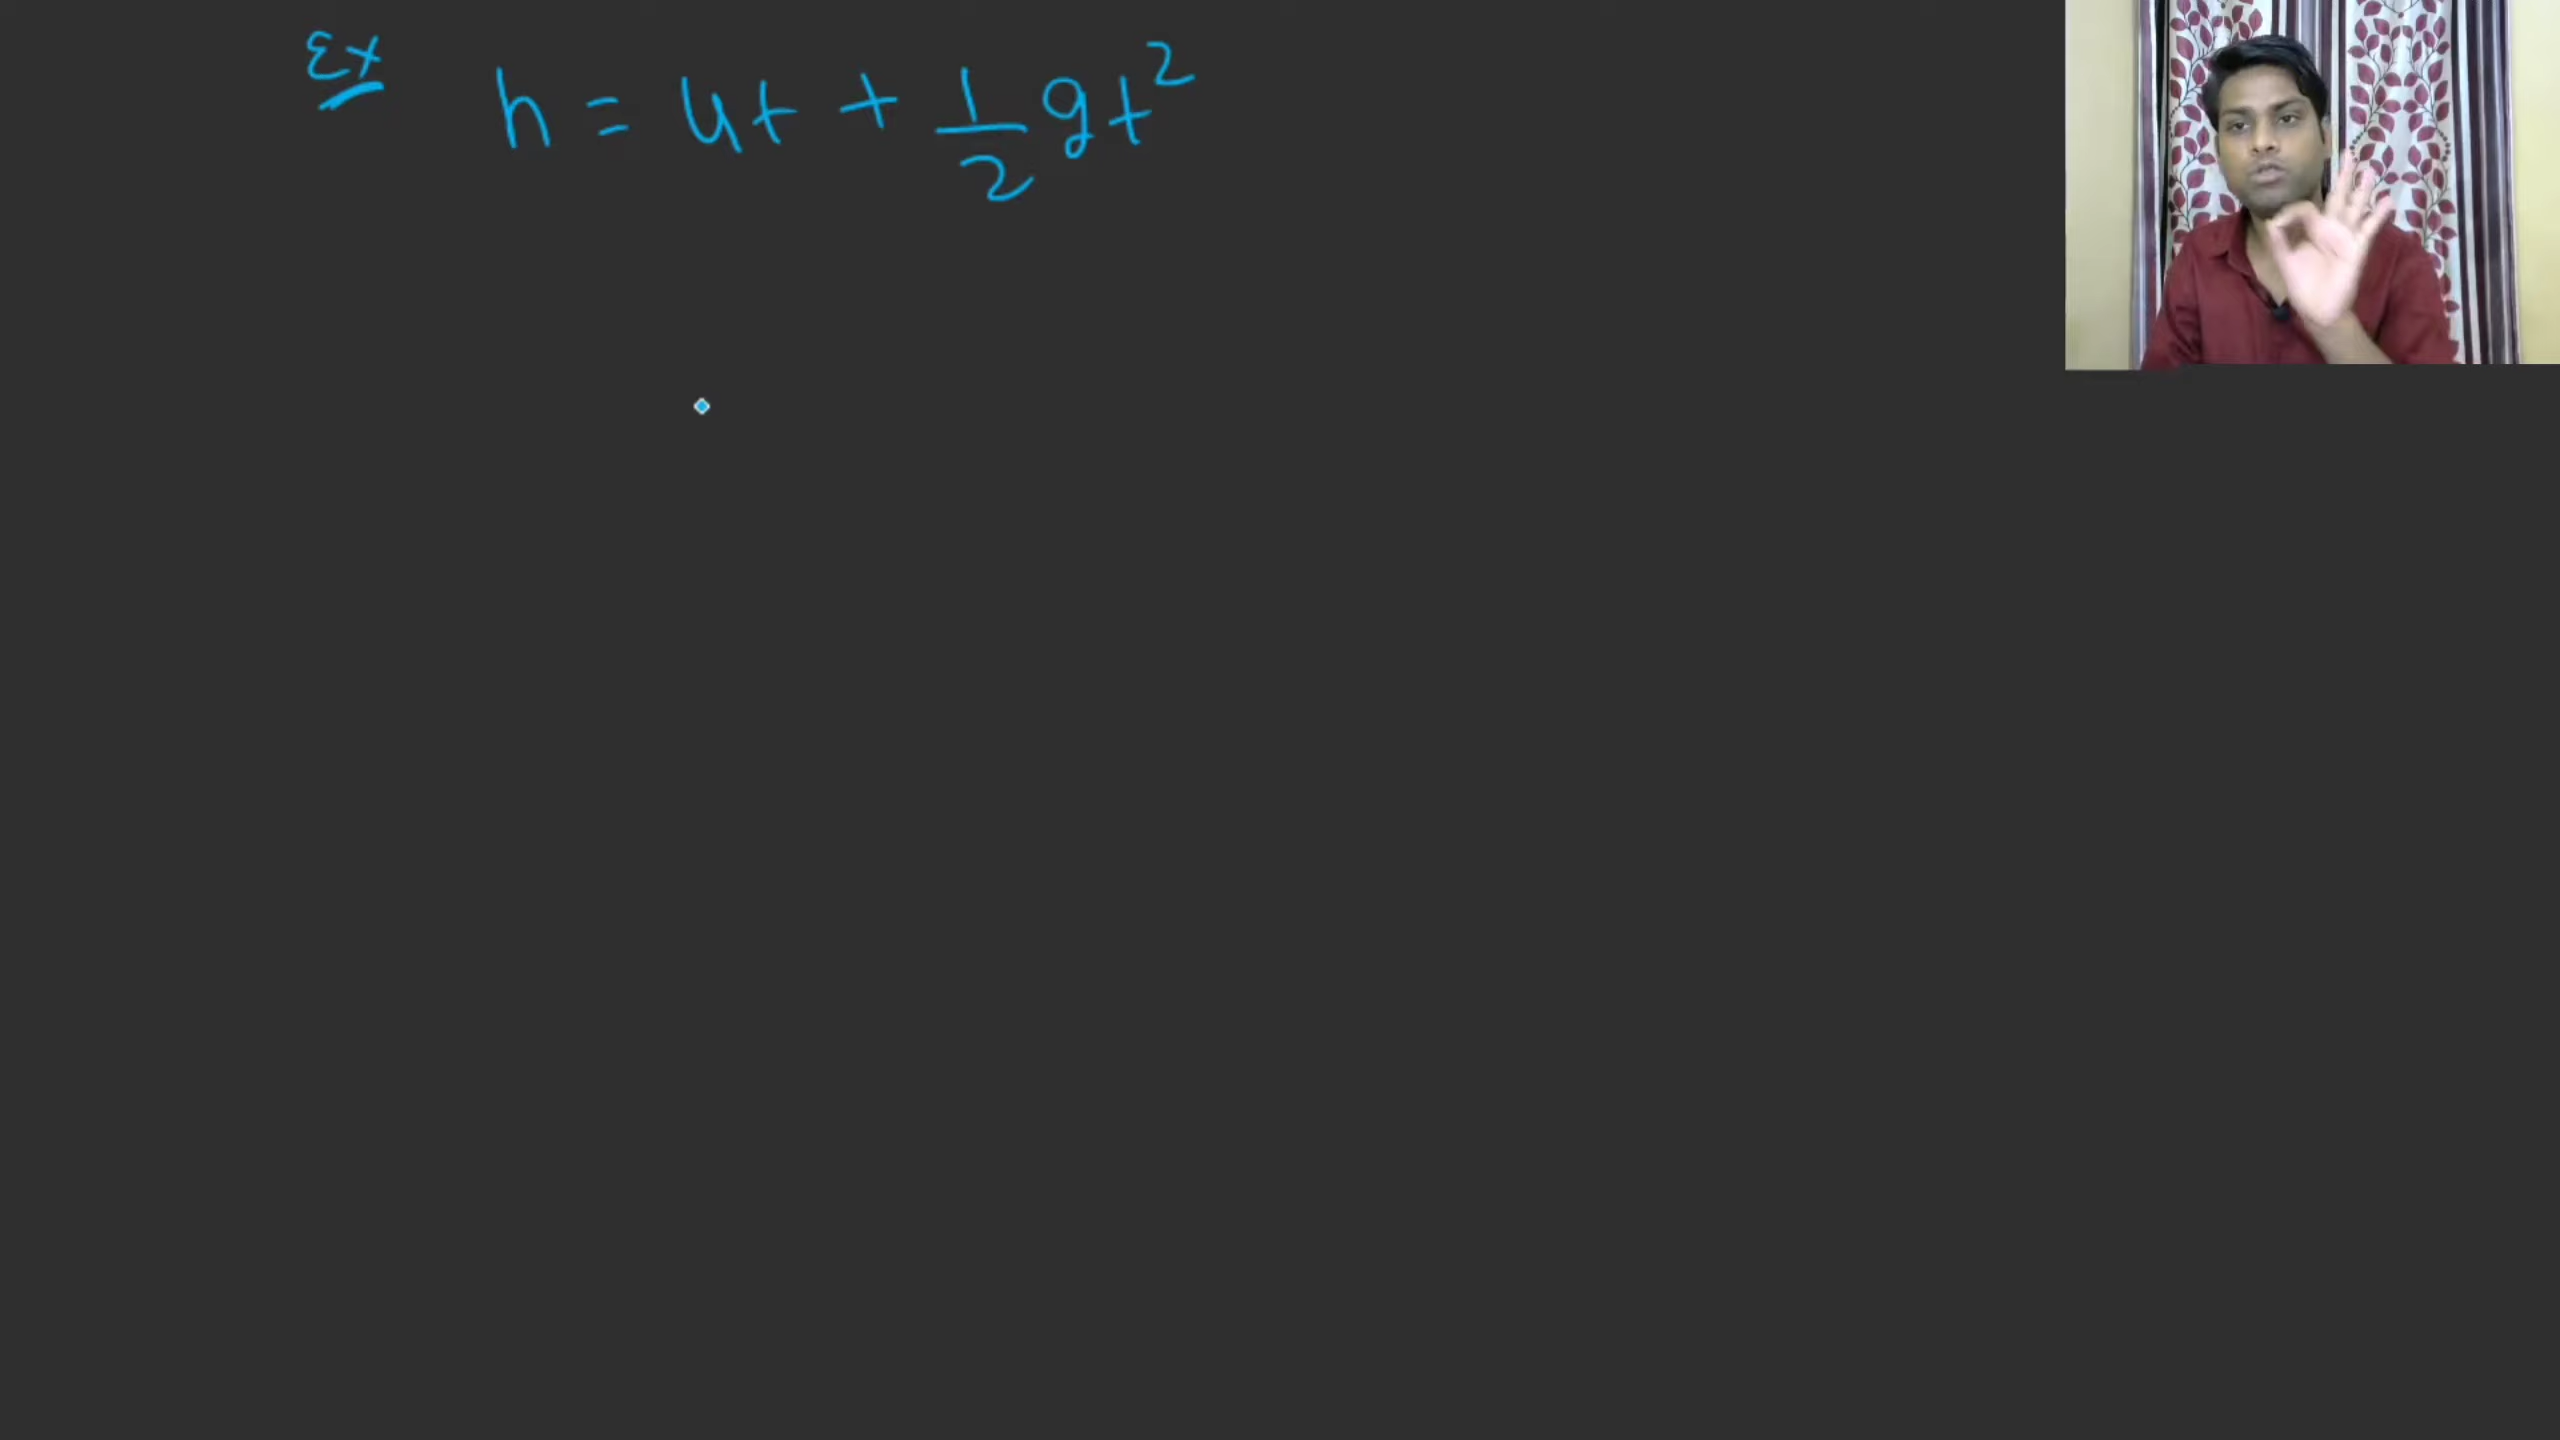 Ex
h = ut + 1/2 gt²